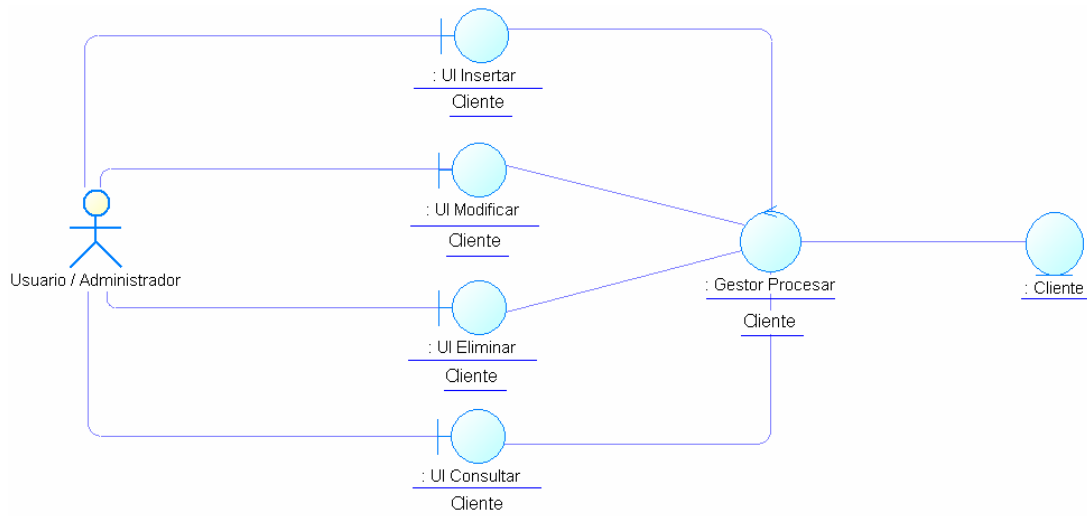 : UI Insertar
Cliente
: UI Modificar
Cliente
Usuario / Administrador
: Gestor Procesar
Cliente
: Cliente
: UI Eliminar
Cliente
: UI Consultar
Cliente